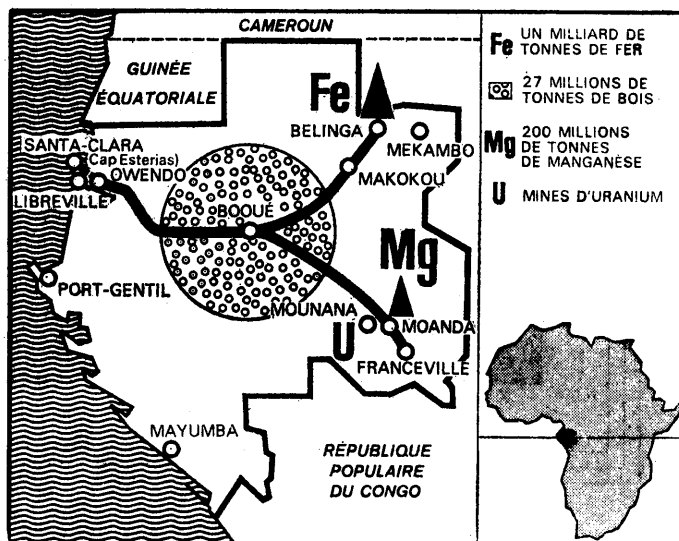 CAMEROUN
GUINÉE
ÉQUATORIALE
Fe
BELINGA
MEKAMBO
SANTA-CLARA
(Cap Esterias)
OWENDO
LIBREVILLE
MAKOKOU
BOOUÉ
Mg
PORT-GENTIL
MOUNANA
U
MOANDA
FRANCEVILLE
MAYUMBA
RÉPUBLIQUE
POPULAIRE
DU CONGO
Fe
UN MILLIARD DE
TONNES DE FER
27 MILLIONS DE
TONNES DE BOIS
Mg
200 MILLIONS
DE TONNES
DE MANGANÈSE
U
MINES D'URANIUM